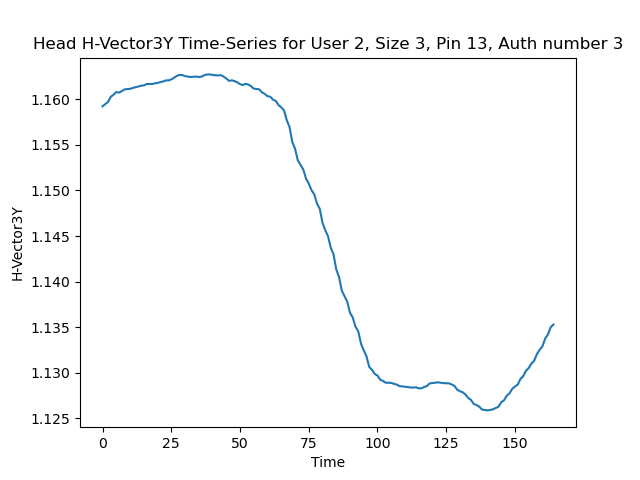 Head H-Vector3Y Time-Series for User 2, Size 3, Pin 13, Auth number 3
1.160
1.155
1.150
1.145
1.140
1.135
1.130
1.125
H-Vector3Y
0 25 50 75 100 125 150
Time